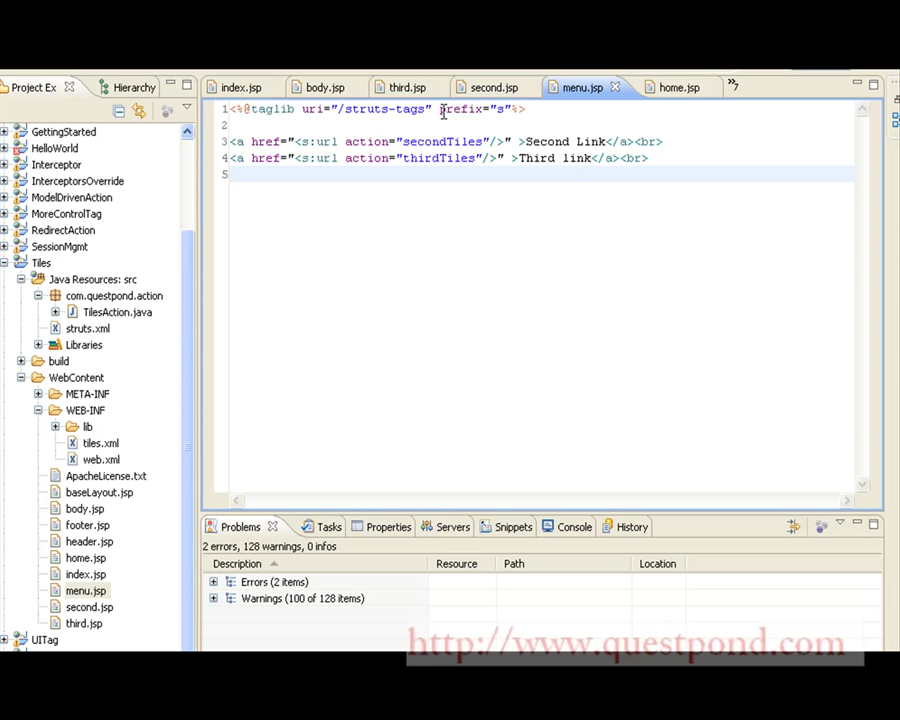 Project Ex
Hierarchy
index.jsp
body.jsp
third.jsp
second.jsp
menu.jsp
home.jsp
7
GettingStarted
HelloWorld
Interceptor
InterceptorsOverride
ModelDrivenAction
MoreControlTag
RedirectAction
SessionMgmt
Tiles
Java Resources: src
com.questpond.action
TilesAction.java
struts.xml
Libraries
build
WebContent
META-INF
WEB-INF
lib
tiles.xml
web.xml
ApacheLicense.txt
baseLayout.jsp
body.jsp
footer.jsp
header.jsp
home.jsp
index.jsp
menu.jsp
second.jsp
third.jsp
UITag
1 <%@taglib uri="/struts-tags" prefix="s"%>
2
3 <a href="<s:url action="secondTiles"/>" >Second Link</a><br>
4 <a href="<s:url action="thirdTiles"/>" >Third link</a><br>
5
Problems
Tasks
Properties
Servers
Snippets
Console
History
2 errors, 128 warnings, 0 infos
Description
Resource
Path
Location
Errors (2 items)
Warnings (100 of 128 items)
http://www.questpond.com